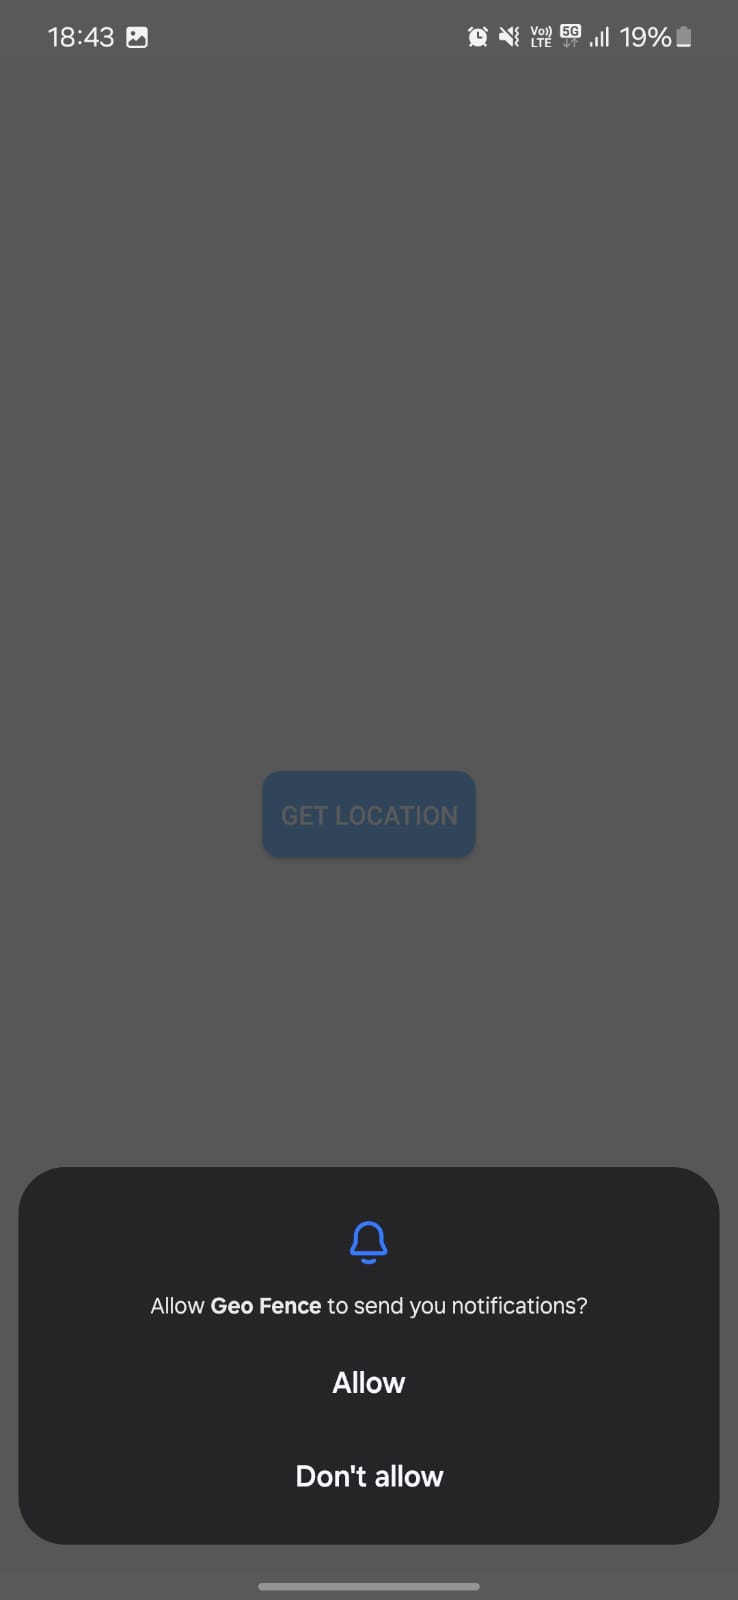 18:43
Vo)) LTE 5G 19%
GET LOCATION
Allow Geo Fence to send you notifications?
Allow
Don't allow